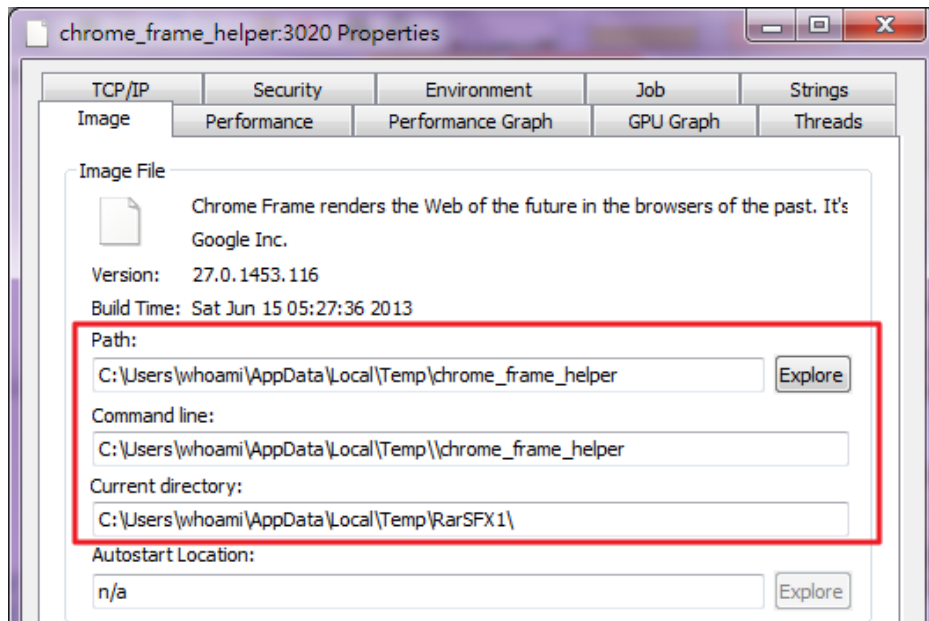 chrome_frame_helper:3020 Properties
TCP/IP Security Environment Job Strings
Image Performance Performance Graph GPU Graph Threads
Image File
Chrome Frame renders the Web of the future in the browsers of the past. It's
Google Inc.
Version: 27.0.1453.116
Build Time: Sat Jun 15 05:27:36 2013
Path:
C:\Users\whoami\AppData\Local\Temp\chrome_frame_helper Explore
Command line:
C:\Users\whoami\AppData\Local\Temp\\chrome_frame_helper
Current directory:
C:\Users\whoami\AppData\Local\Temp\RarSFX1\
Autostart Location:
n/a Explore